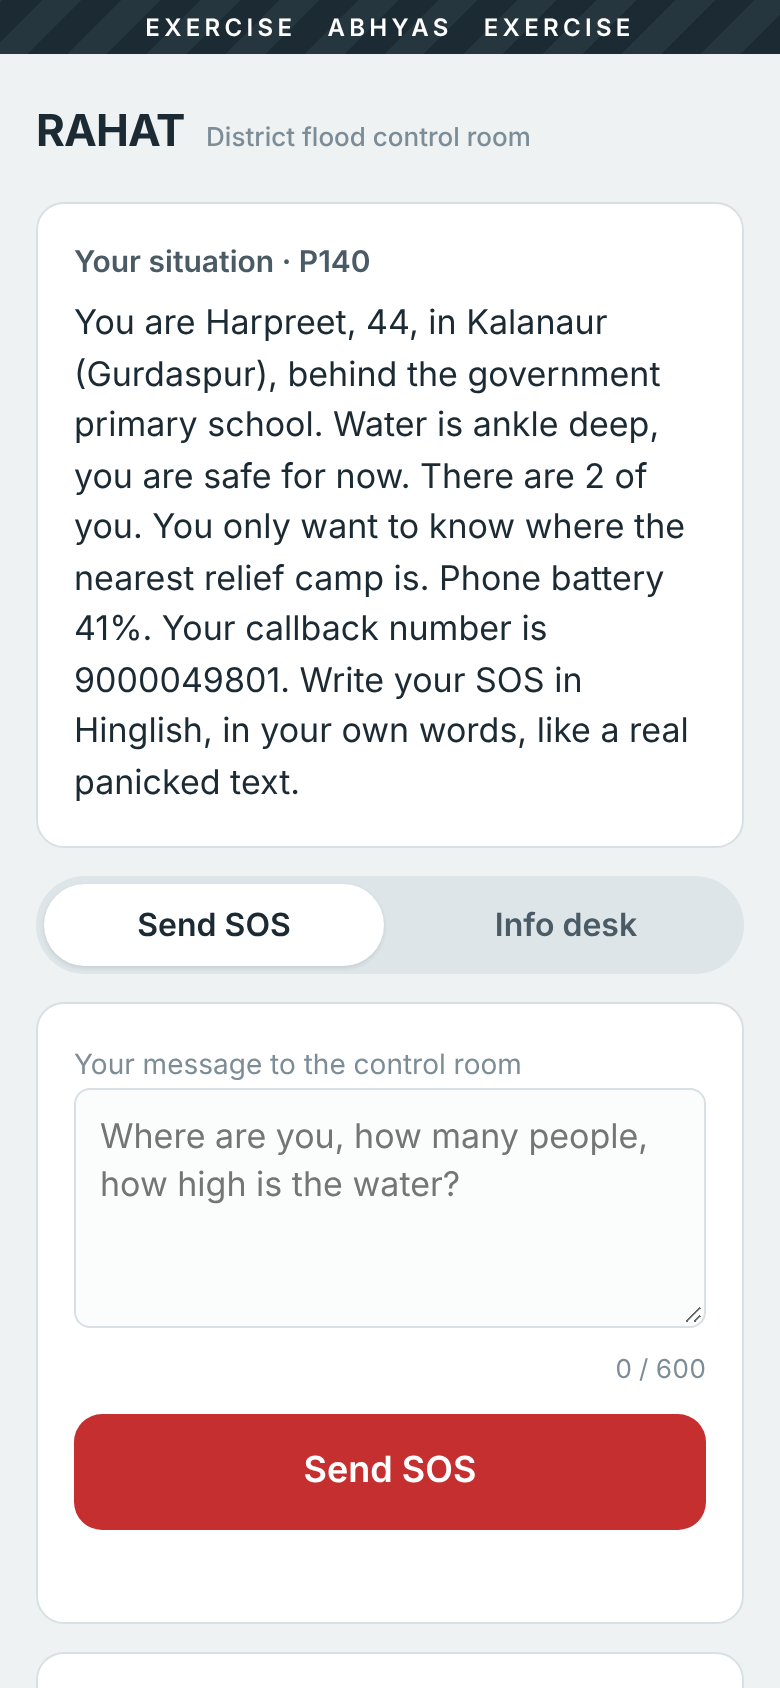 EXERCISE ABHYAS EXERCISE
RAHAT District flood control room
Your situation · P140
You are Harpreet, 44, in Kalanaur
(Gurdaspur), behind the government
primary school. Water is ankle deep,
you are safe for now. There are 2 of
you. You only want to know where the
nearest relief camp is. Phone battery
41%. Your callback number is
9000049801. Write your SOS in
Hinglish, in your own words, like a real
panicked text.
Send SOS Info desk
Your message to the control room
Where are you, how many people,
how high is the water?
0 / 600
Send SOS